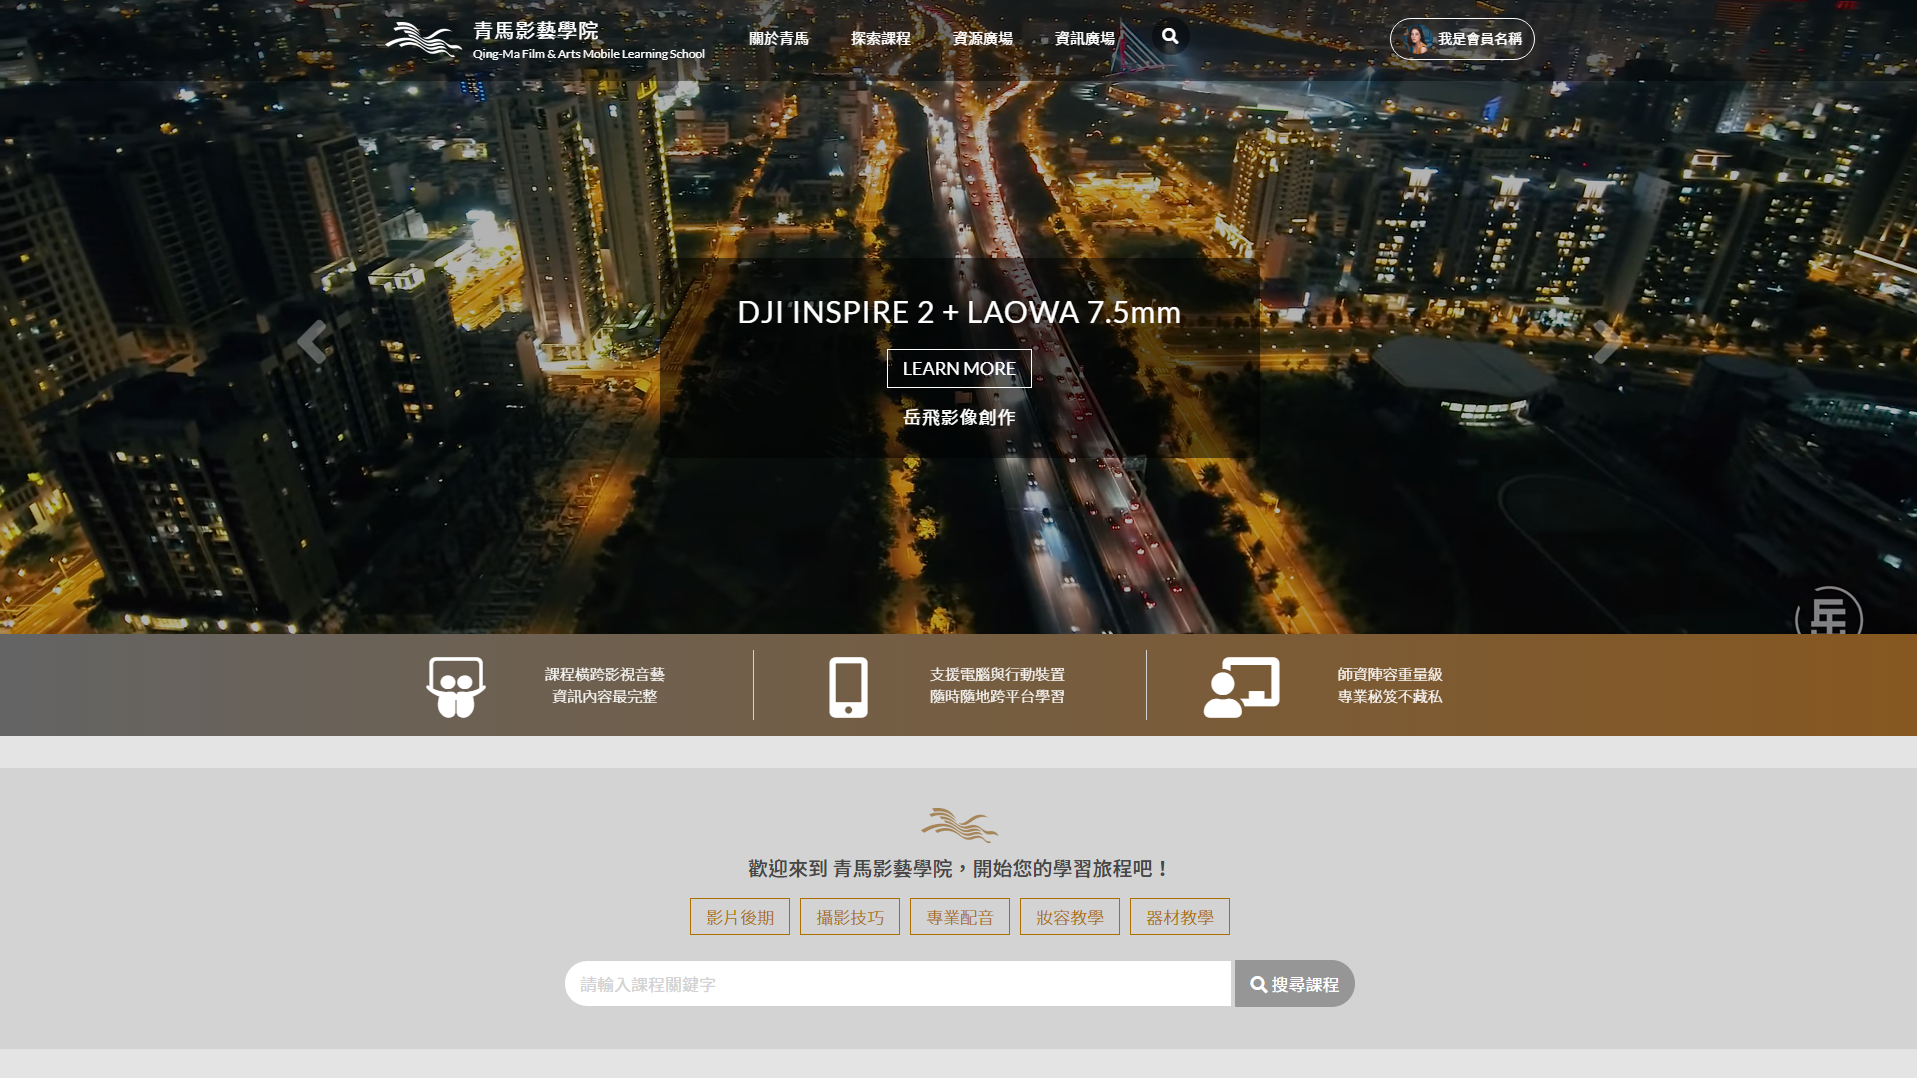 青馬影藝學院
Qing-Ma Film & Arts Mobile Learning School
關於青馬
探索課程
資源廣場
資訊廣場
我是會員名稱
DJI INSPIRE 2 + LAOWA 7.5mm
LEARN MORE
岳飛影像創作
課程橫跨影視音藝
資訊內容最完整
支援電腦與行動裝置
隨時隨地跨平台學習
師資陣容重量級
專業秘笈不藏私
歡迎來到 青馬影藝學院，開始您的學習旅程吧！
影片後期
攝影技巧
專業配音
妝容教學
器材教學
請輸入課程關鍵字
搜尋課程